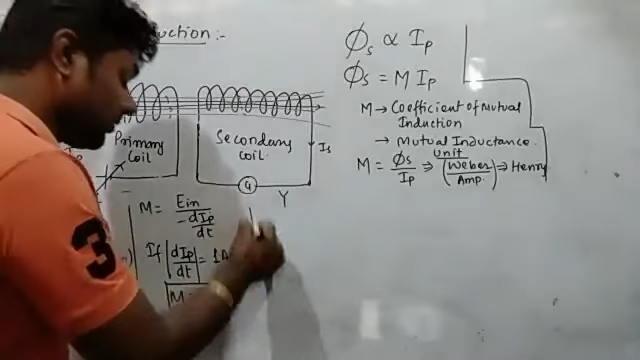 uction:-
Primary
Coil
Secondary
coil.
Is
G
Y
M = Ein
-dIp
dt
If |dIp
dt| = 1A
M =
3
ϕs ∝ Ip
ϕs = M Ip
M → Coefficient of Mutual
Induction
→ Mutual Inductance.
M = ϕs/Ip ⇒ unit (Weber/Amp.) ⇒ Henry